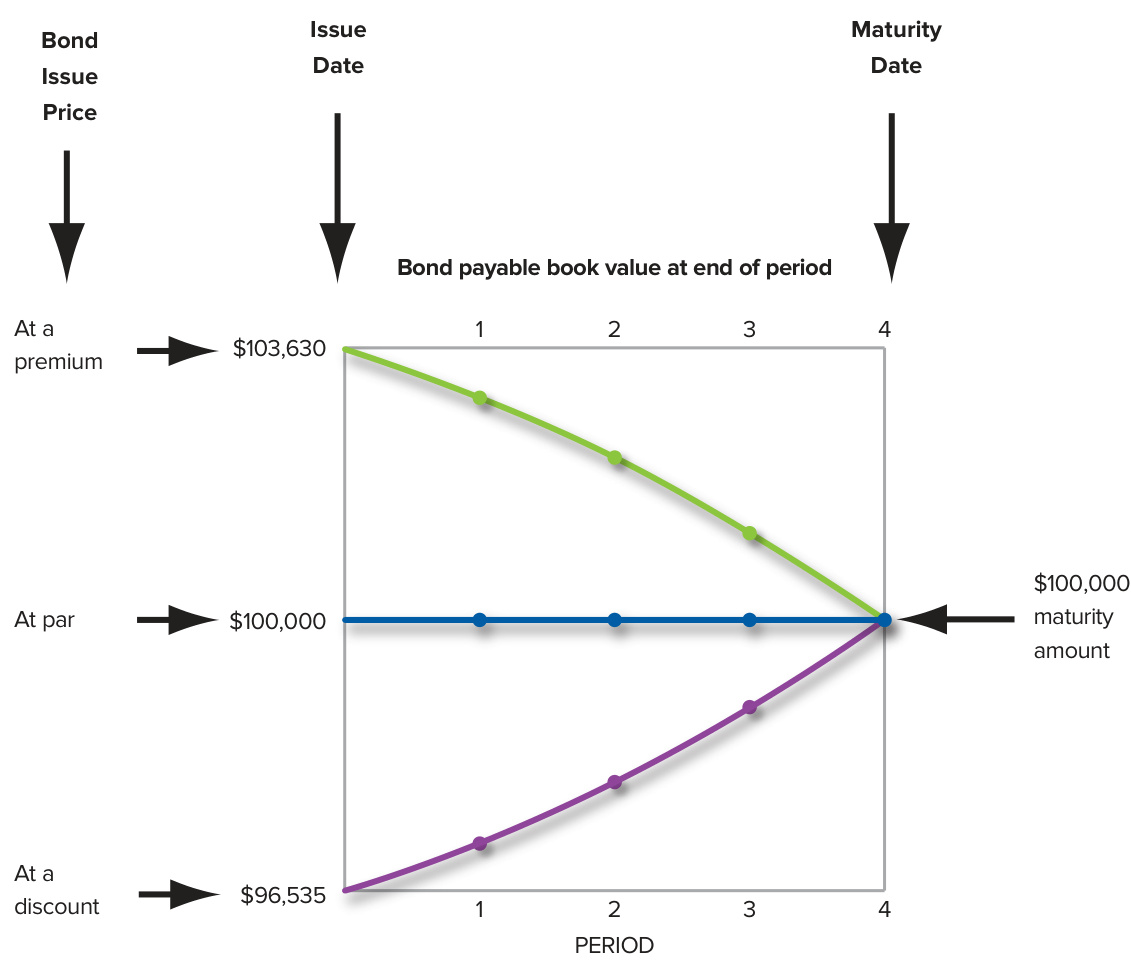 Bond
Issue
Price
Issue
Date
Maturity
Date
Bond payable book value at end of period
1 2 3 4
At a
premium
$103,630
At par
$100,000
$100,000
maturity
amount
At a
discount
$96,535
1 2 3 4
PERIOD